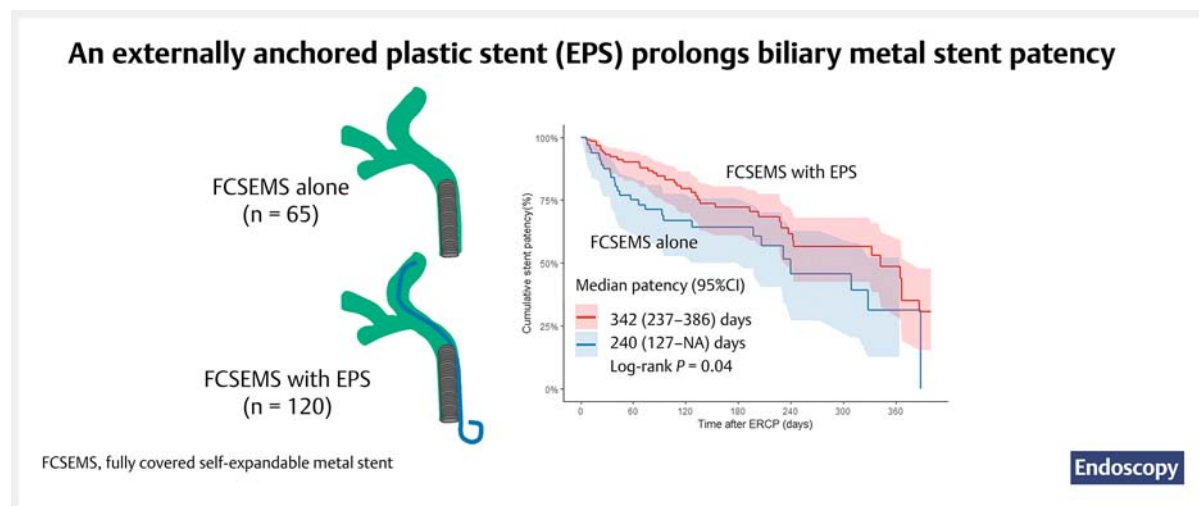 An externally anchored plastic stent (EPS) prolongs biliary metal stent patency
FCSEMS alone
(n = 65)
FCSEMS with EPS
(n = 120)
Cumulative stent patency(%)
100%
75%
50%
25%
0%
FCSEMS with EPS
FCSEMS alone
Median patency (95%CI)
342 (237–386) days
240 (127–NA) days
Log-rank P = 0.04
0 60 120 180 240 300 360
Time after ERCP (days)
FCSEMS, fully covered self-expandable metal stent
Endoscopy